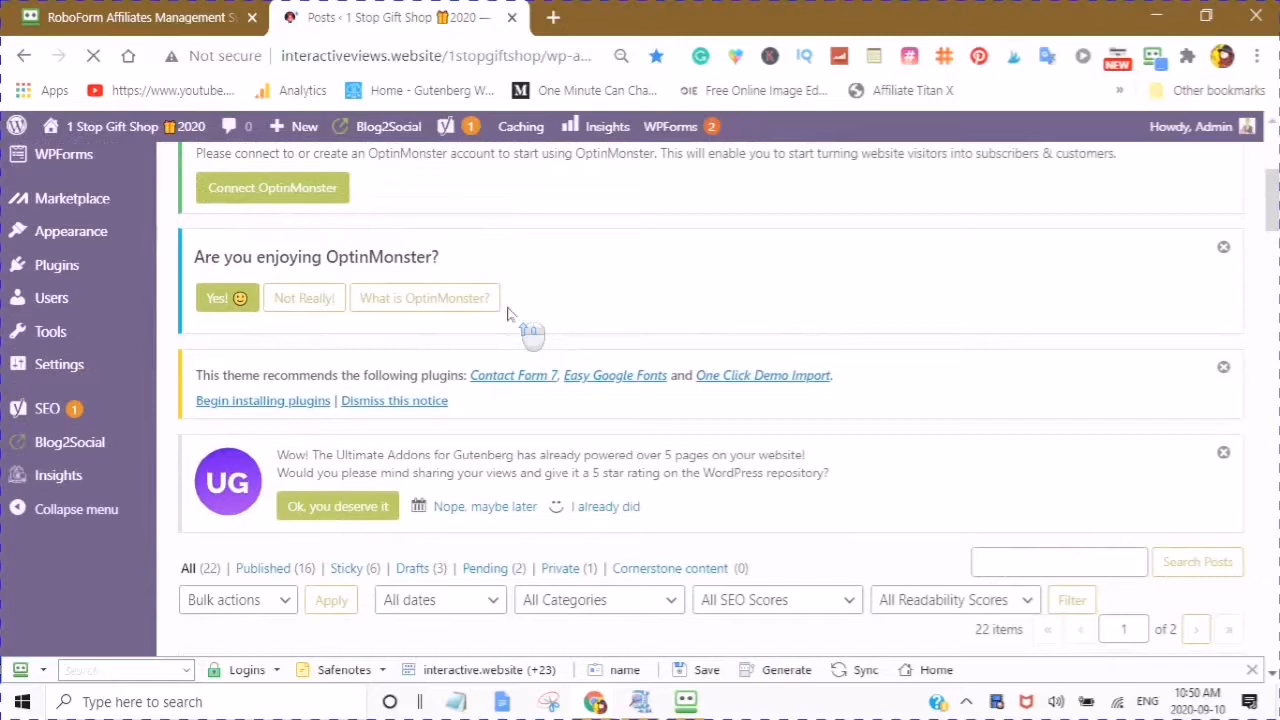 RoboForm Affiliates Management S
Posts ‹ 1 Stop Gift Shop 🎁2020 —
Not secure
interactiveviews.website/1stopgiftshop/wp-a...
Apps
https://www.youtube....
Analytics
Home - Gutenberg W...
One Minute Can Cha...
Free Online Image Ed...
Affiliate Titan X
»
Other bookmarks
NEW
1 Stop Gift Shop 🎁2020
0
New
Blog2Social
1
Caching
Insights
WPForms 2
Howdy, Admin
WPForms
Marketplace
Appearance
Plugins
Users
Tools
Settings
SEO 1
Blog2Social
Insights
Collapse menu
Please connect to or create an OptinMonster account to start using OptinMonster. This will enable you to start turning website visitors into subscribers & customers.
Connect OptinMonster
Are you enjoying OptinMonster?
Yes! 🙂
Not Really!
What is OptinMonster?
This theme recommends the following plugins: Contact Form 7, Easy Google Fonts and One Click Demo Import.
Begin installing plugins | Dismiss this notice
UG
Wow! The Ultimate Addons for Gutenberg has already powered over 5 pages on your website!
Would you please mind sharing your views and give it a 5 star rating on the WordPress repository?
Ok, you deserve it
Nope, maybe later
I already did
All (22) | Published (16) | Sticky (6) | Drafts (3) | Pending (2) | Private (1) | Cornerstone content (0)
Search Posts
Bulk actions
Apply
All dates
All Categories
All SEO Scores
All Readability Scores
Filter
22 items
«
‹
1
of 2
›
»
Search
Logins
Safenotes
interactive.website (+23)
name
Save
Generate
Sync
Home
Type here to search
ENG
10:50 AM
2020-09-10